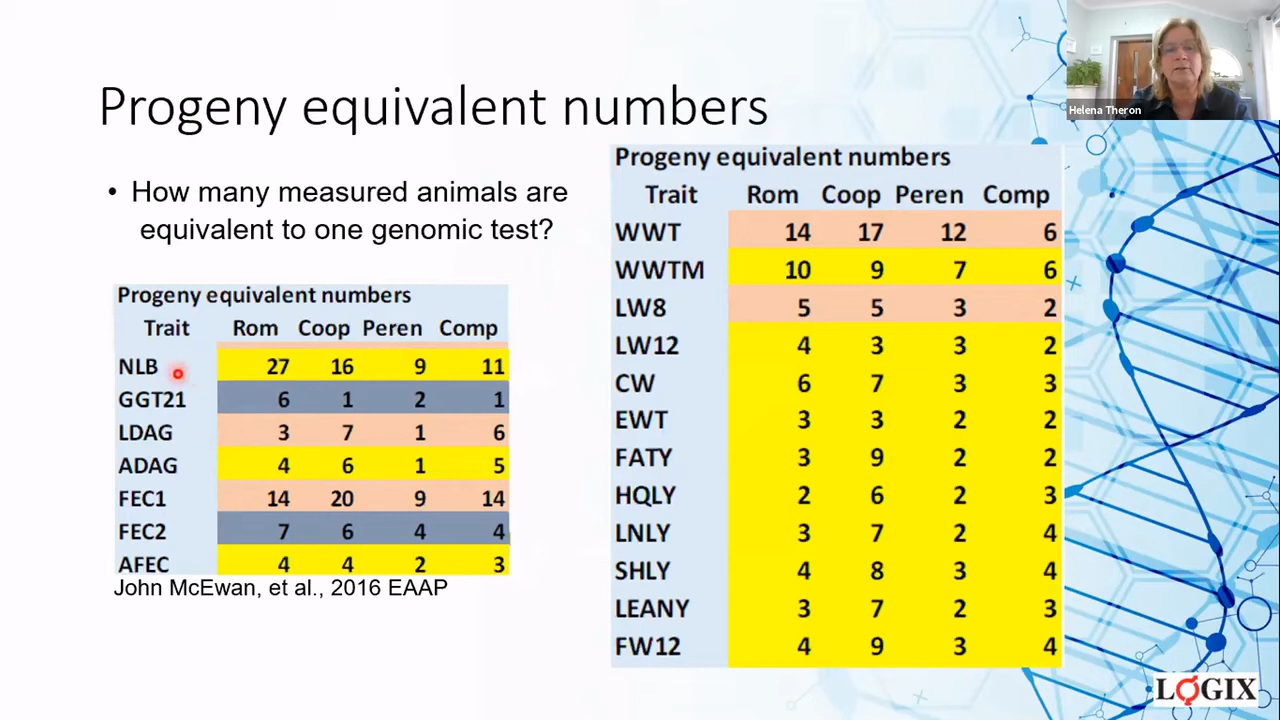 Progeny equivalent numbers
Helena Theron
• How many measured animals are
equivalent to one genomic test?
Progeny equivalent numbers
Trait Rom Coop Peren Comp
NLB 27 16 9 11
GGT21 6 1 2 1
LDAG 3 7 1 6
ADAG 4 6 1 5
FEC1 14 20 9 14
FEC2 7 6 4 4
AFEC 4 4 2 3
John McEwan, et al., 2016 EAAP
Progeny equivalent numbers
Trait Rom Coop Peren Comp
WWT 14 17 12 6
WWTM 10 9 7 6
LW8 5 5 3 2
LW12 4 3 3 2
CW 6 7 3 3
EWT 3 3 2 2
FATY 3 9 2 2
HQLY 2 6 2 3
LNLY 3 7 2 4
SHLY 4 8 3 4
LEANY 3 7 2 3
FW12 4 9 3 4
LOGIX